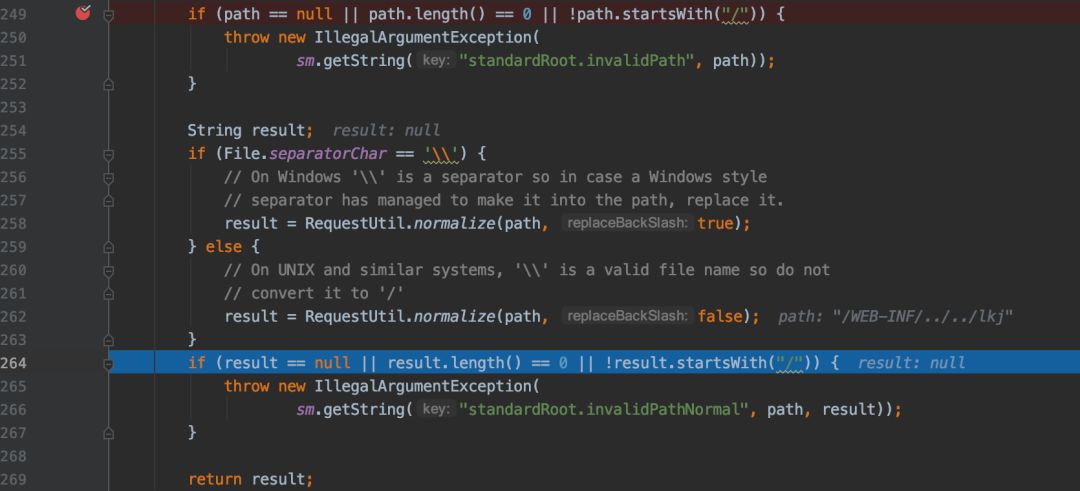 249 if (path == null || path.length() == 0 || !path.startsWith("/")) {
250 throw new IllegalArgumentException(
251 sm.getString( key: "standardRoot.invalidPath", path));
252 }
253
254 String result; result: null
255 if (File.separatorChar == '\\') {
256 // On Windows '\\' is a separator so in case a Windows style
257 // separator has managed to make it into the path, replace it.
258 result = RequestUtil.normalize(path, replaceBackSlash: true);
259 } else {
260 // On UNIX and similar systems, '\\' is a valid file name so do not
261 // convert it to '/'
262 result = RequestUtil.normalize(path, replaceBackSlash: false); path: "/WEB-INF/../../lkj"
263 }
264 if (result == null || result.length() == 0 || !result.startsWith("/")) { result: null
265 throw new IllegalArgumentException(
266 sm.getString( key: "standardRoot.invalidPathNormal", path, result));
267 }
268
269 return result;